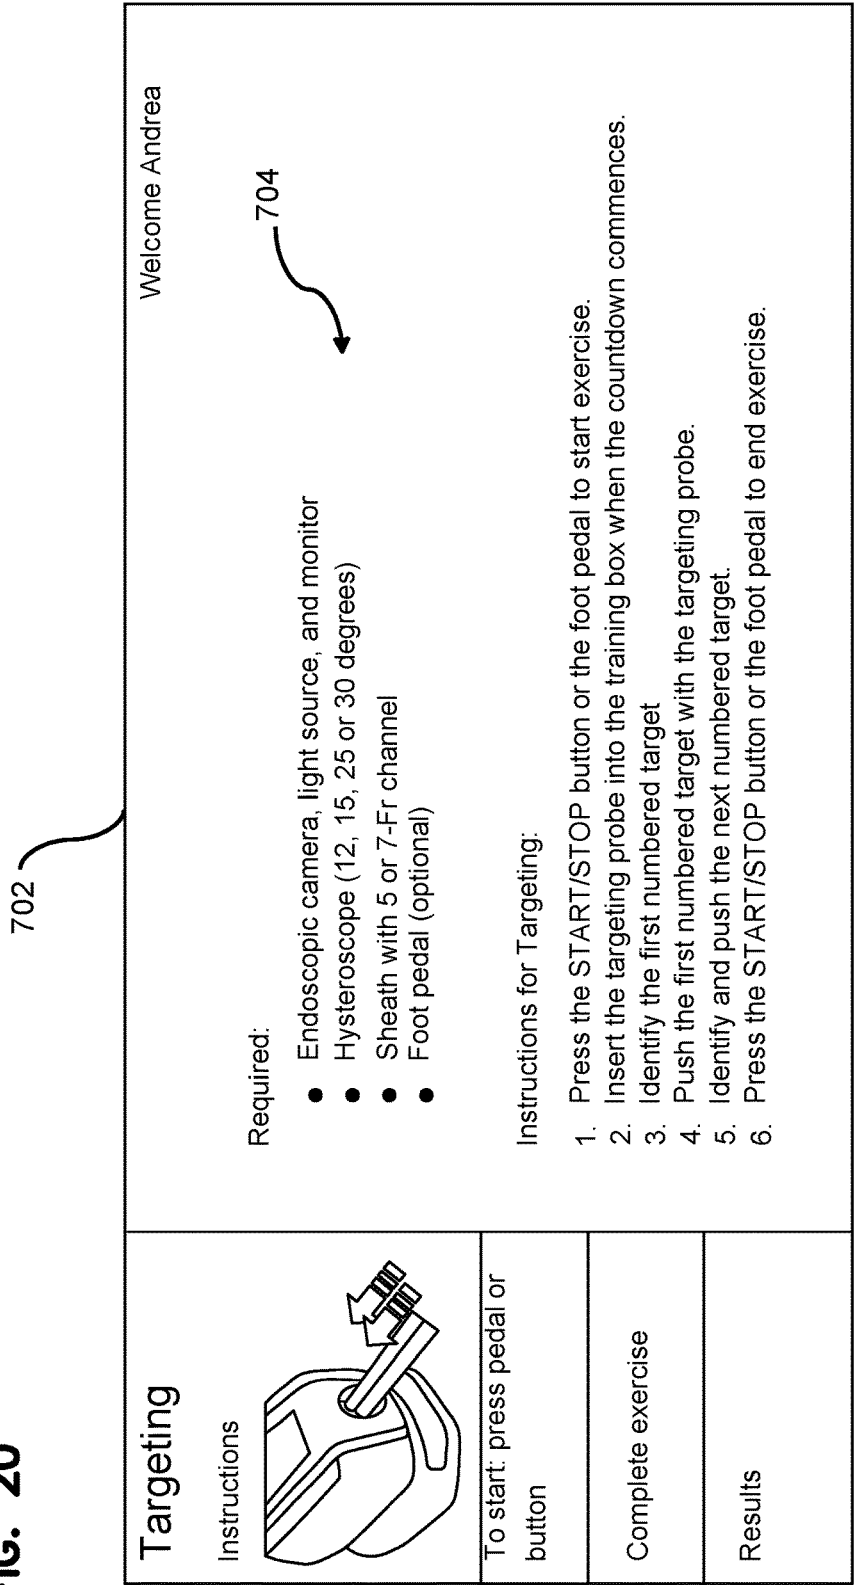 702
Targeting
Instructions
To start: press pedal or
button
Complete exercise
Results
Welcome Andrea
704
Required:
● Endoscopic camera, light source, and monitor
● Hysteroscope (12, 15, 25 or 30 degrees)
● Sheath with 5 or 7-Fr channel
● Foot pedal (optional)
Instructions for Targeting:
1. Press the START/STOP button or the foot pedal to start exercise.
2. Insert the targeting probe into the training box when the countdown commences.
3. Identify the first numbered target
4. Push the first numbered target with the targeting probe.
5. Identify and push the next numbered target.
6. Press the START/STOP button or the foot pedal to end exercise.